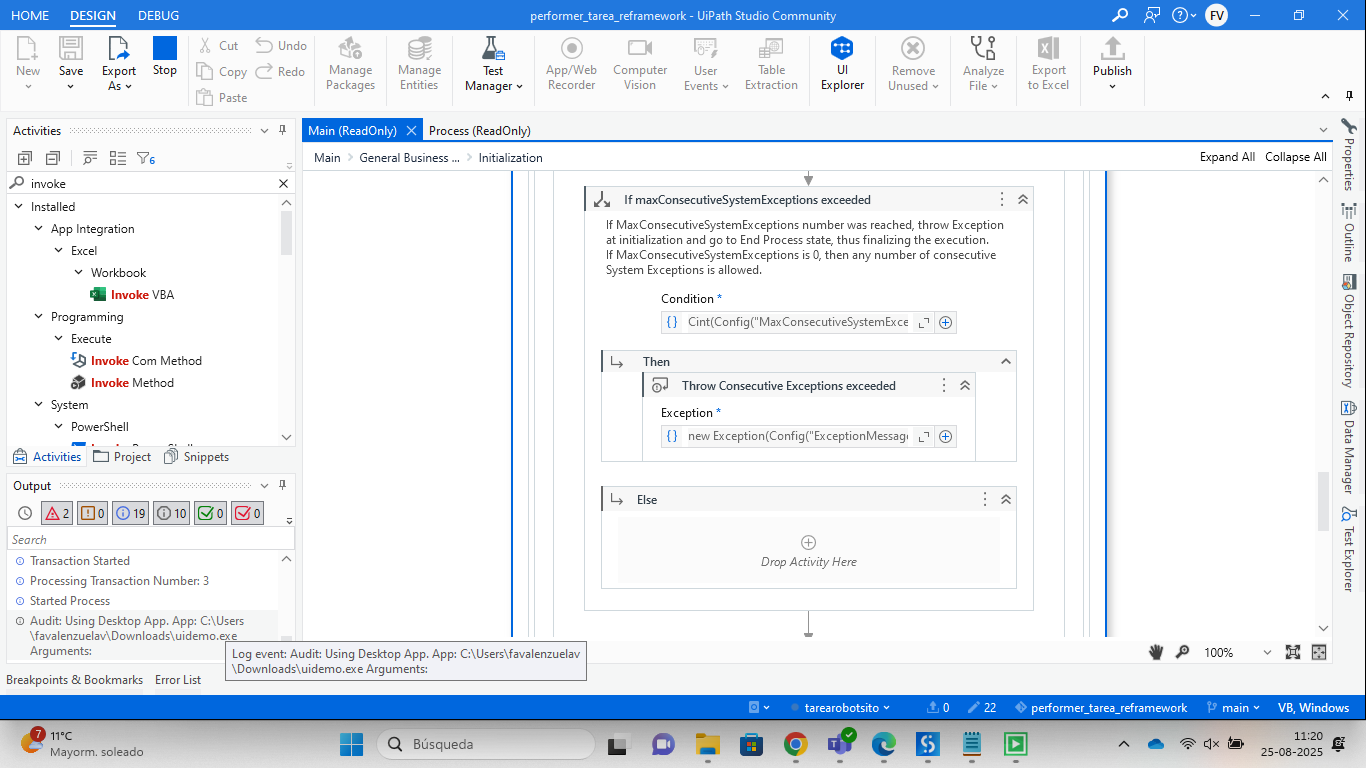 HOME DESIGN DEBUG performer_tarea_reframework - UiPath Studio Community FV
New Save Export As Stop Cut Undo Copy Redo Paste Manage Packages Manage Entities Test Manager App/Web Recorder Computer Vision User Events Table Extraction UI Explorer Remove Unused Analyze File Export to Excel Publish
Activities
6
invoke
Installed
App Integration
Excel
Workbook
Invoke VBA
Programming
Execute
Invoke Com Method
Invoke Method
System
PowerShell
Activities Project Snippets
Output
2 0 19 10 0 0
Search
Transaction Started
Processing Transaction Number: 3
Started Process
Audit: Using Desktop App. App: C:\Users
\favalenzuelav\Downloads\uidemo.exe
Arguments:
Log event: Audit: Using Desktop App. App: C:\Users\favalenzuelav
\Downloads\uidemo.exe Arguments:
Breakpoints & Bookmarks Error List
Main (ReadOnly) Process (ReadOnly)
Main General Business ... Initialization Expand All Collapse All
If maxConsecutiveSystemExceptions exceeded
If MaxConsecutiveSystemExceptions number was reached, throw Exception
at initialization and go to End Process state, thus finalizing the execution.
If MaxConsecutiveSystemExceptions is 0, then any number of consecutive
System Exceptions is allowed.
Condition *
Cint(Config("MaxConsecutiveSystemExce
Then
Throw Consecutive Exceptions exceeded
Exception *
new Exception(Config("ExceptionMessage
Else
Drop Activity Here
100%
Properties
Outline
Object Repository
Data Manager
Test Explorer
tarearobotsito 0 22 performer_tarea_reframework main VB, Windows
7 11°C
Mayorm. soleado
Búsqueda
11:20
25-08-2025